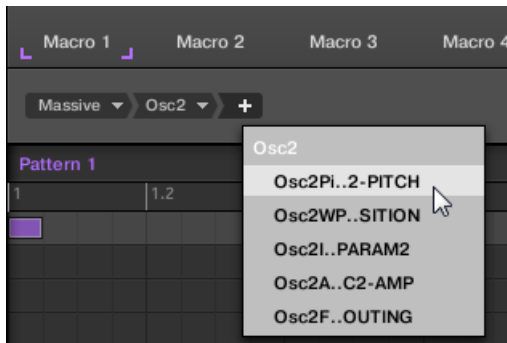 Macro 1 Macro 2 Macro 3 Macro 4
Massive Osc2 +
Osc2
Pattern 1
Osc2Pi..2-PITCH
1 1.2
Osc2WP..SITION
Osc2I..PARAM2
Osc2A..C2-AMP
Osc2F..OUTING